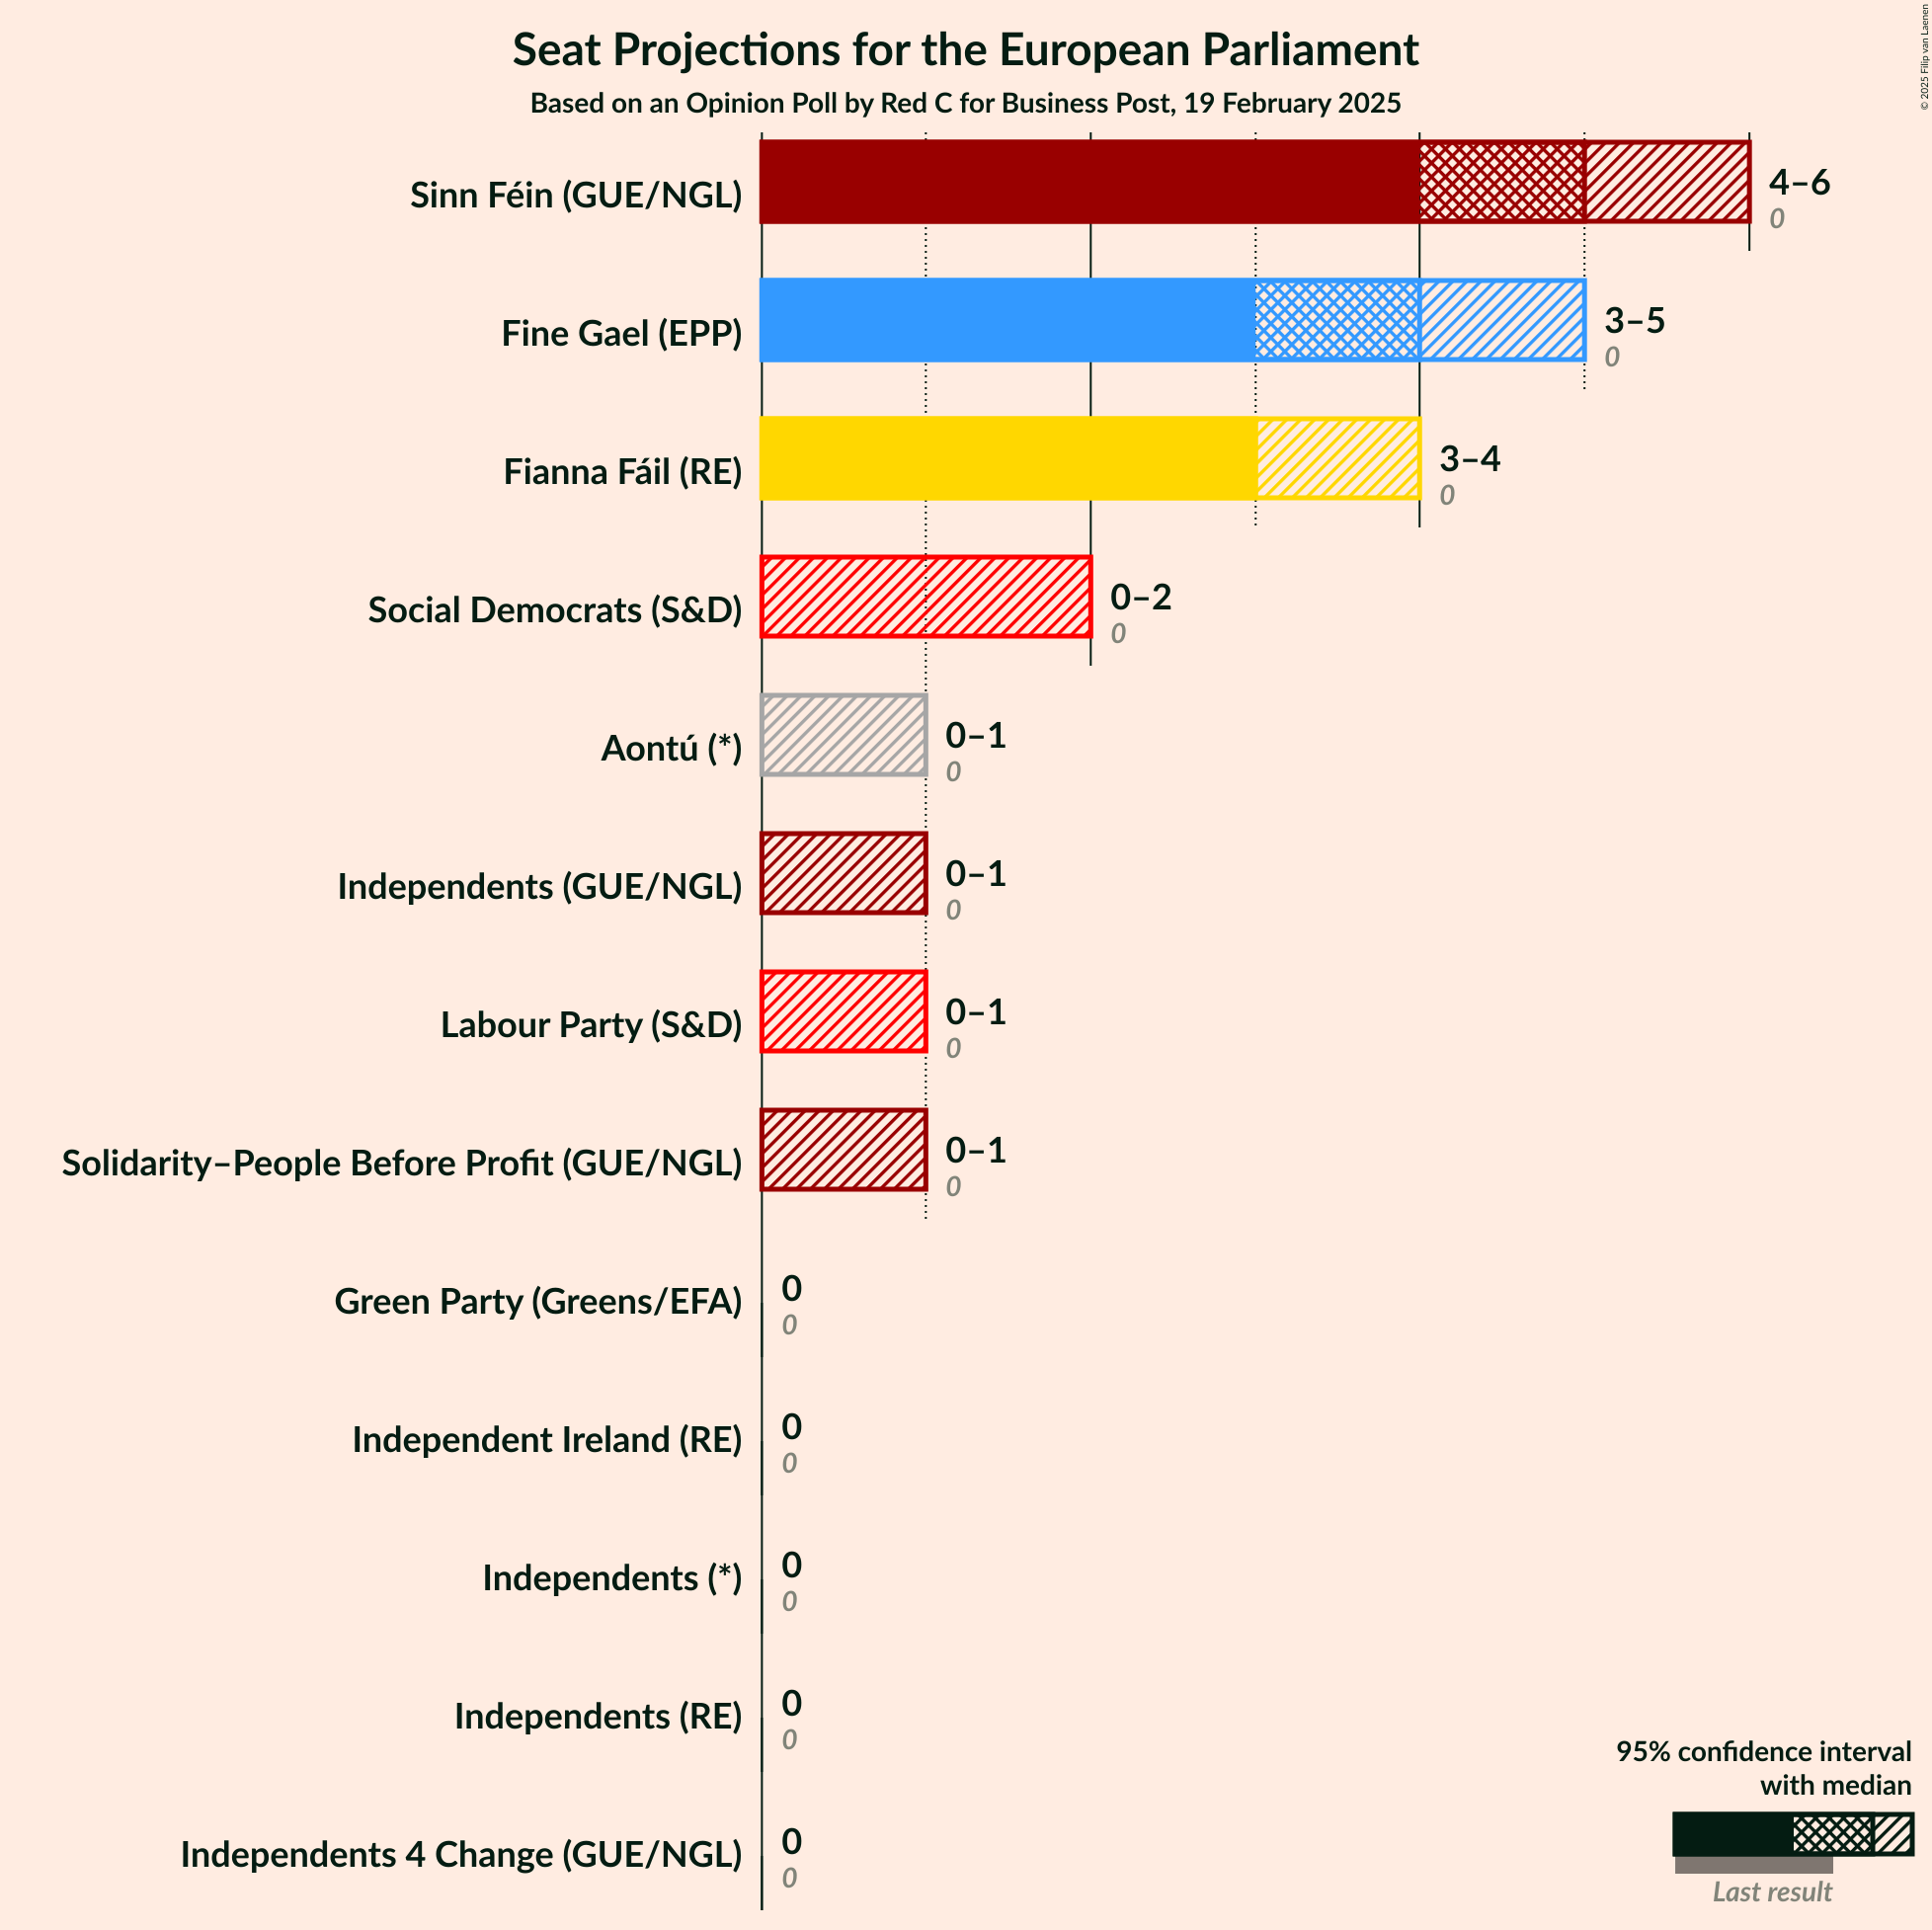 Seat Projections for the European Parliament
Based on an Opinion Poll by Red C for Business Post, 19 February 2025
© 2025 Filip van Laenen
Sinn Féin (GUE/NGL)
4–6
0
Fine Gael (EPP)
3–5
0
Fianna Fáil (RE)
3–4
0
Social Democrats (S&D)
0–2
0
Aontú (*)
0–1
0
Independents (GUE/NGL)
0–1
0
Labour Party (S&D)
0–1
0
Solidarity–People Before Profit (GUE/NGL)
0–1
0
Green Party (Greens/EFA)
0
0
Independent Ireland (RE)
0
0
Independents (*)
0
0
Independents (RE)
0
0
Independents 4 Change (GUE/NGL)
0
0
95% confidence interval
with median
Last result